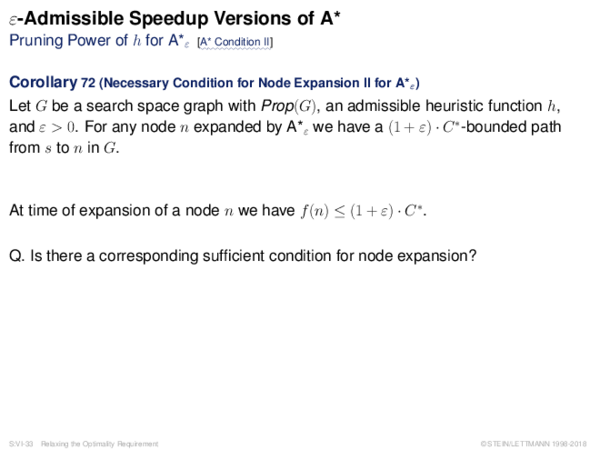 ε-Admissible Speedup Versions of A*
Pruning Power of h for A*ε [A* Condition II]
Corollary 72 (Necessary Condition for Node Expansion II for A*ε)
Let G be a search space graph with Prop(G), an admissible heuristic function h,
and ε > 0. For any node n expanded by A*ε we have a (1 + ε) · C*-bounded path
from s to n in G.
At time of expansion of a node n we have f(n) ≤ (1 + ε) · C*.
Q. Is there a corresponding sufficient condition for node expansion?
S:VI-33 Relaxing the Optimality Requirement ©STEIN/LETTMANN 1998-2018